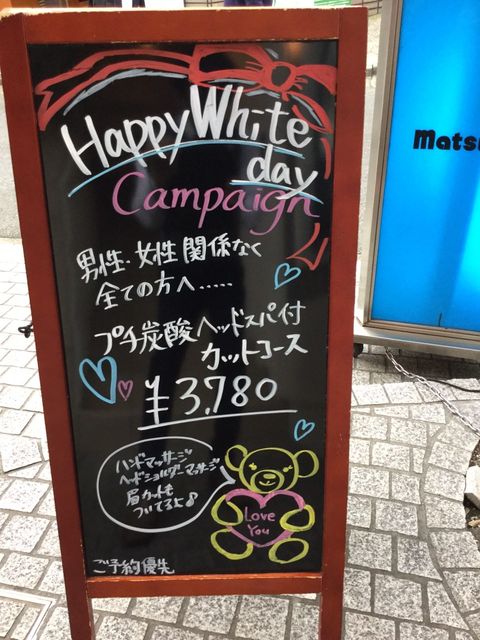 Happy White
day
Campaign
男性・女性関係なく
全ての方へ……
プチ炭酸ヘッドスパ付
カットコース
¥3,780
ハンドマッサージ
ヘッドショルダーマッサージ
眉カットも
ついてるよ♪
Love
You
ご予約優先
Matsu